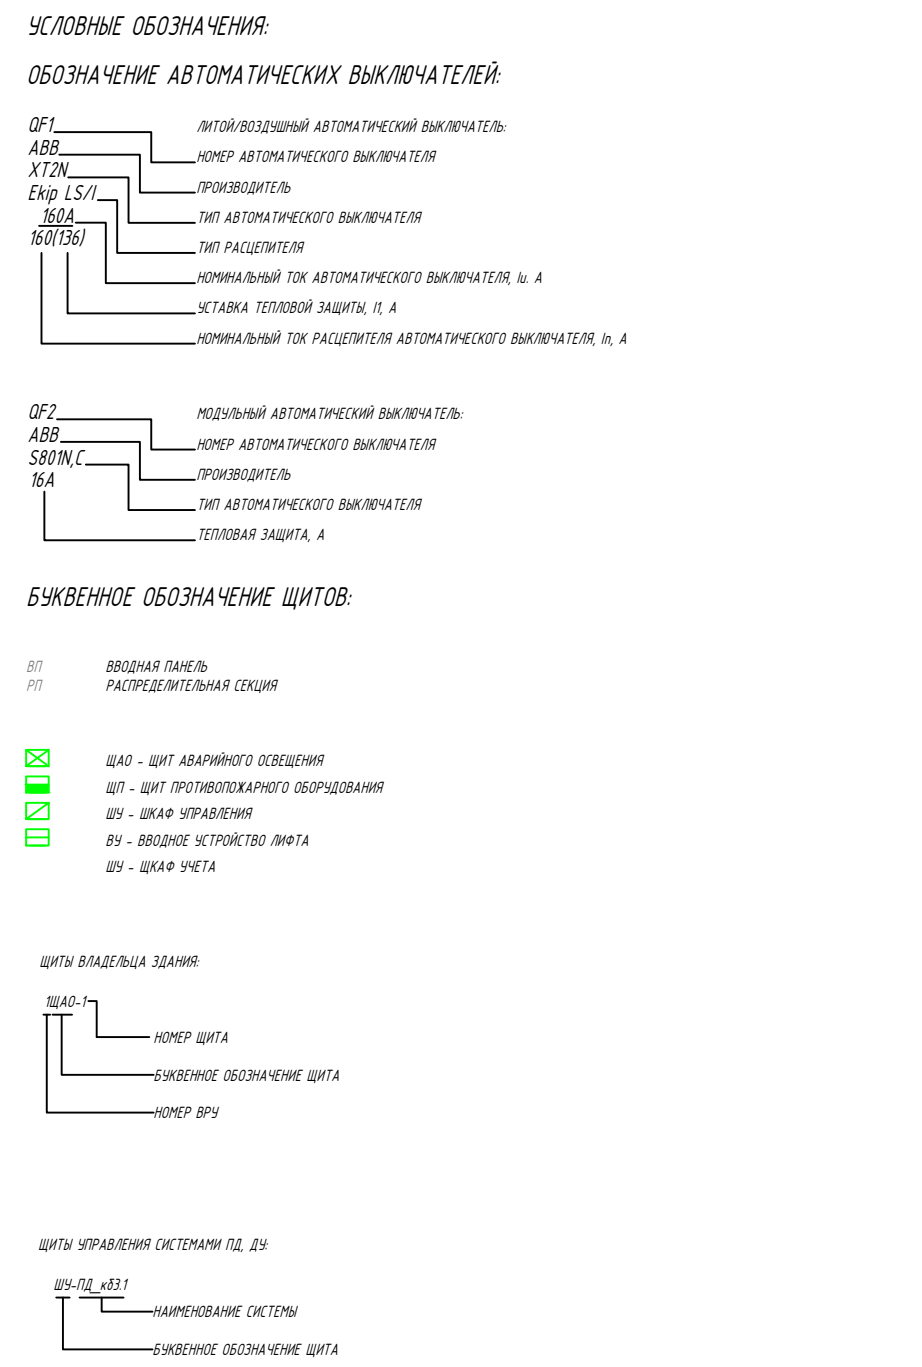 УСЛОВНЫЕ ОБОЗНАЧЕНИЯ:
ОБОЗНАЧЕНИЕ АВТОМАТИЧЕСКИХ ВЫКЛЮЧАТЕЛЕЙ:
QF1
ABB
XT2N
Ekip LS/I
160A
160(136)
ЛИТОЙ/ВОЗДУШНЫЙ АВТОМАТИЧЕСКИЙ ВЫКЛЮЧАТЕЛЬ:
НОМЕР АВТОМАТИЧЕСКОГО ВЫКЛЮЧАТЕЛЯ
ПРОИЗВОДИТЕЛЬ
ТИП АВТОМАТИЧЕСКОГО ВЫКЛЮЧАТЕЛЯ
ТИП РАСЦЕПИТЕЛЯ
НОМИНАЛЬНЫЙ ТОК АВТОМАТИЧЕСКОГО ВЫКЛЮЧАТЕЛЯ, Iu. А
УСТАВКА ТЕПЛОВОЙ ЗАЩИТЫ, I1, А
НОМИНАЛЬНЫЙ ТОК РАСЦЕПИТЕЛЯ АВТОМАТИЧЕСКОГО ВЫКЛЮЧАТЕЛЯ, In, А
QF2
ABB
S801N,C
16A
МОДУЛЬНЫЙ АВТОМАТИЧЕСКИЙ ВЫКЛЮЧАТЕЛЬ:
НОМЕР АВТОМАТИЧЕСКОГО ВЫКЛЮЧАТЕЛЯ
ПРОИЗВОДИТЕЛЬ
ТИП АВТОМАТИЧЕСКОГО ВЫКЛЮЧАТЕЛЯ
ТЕПЛОВАЯ ЗАЩИТА, А
БУКВЕННОЕ ОБОЗНАЧЕНИЕ ЩИТОВ:
ВП ВВОДНАЯ ПАНЕЛЬ
РП РАСПРЕДЕЛИТЕЛЬНАЯ СЕКЦИЯ
ЩАО - ЩИТ АВАРИЙНОГО ОСВЕЩЕНИЯ
ЩП - ЩИТ ПРОТИВОПОЖАРНОГО ОБОРУДОВАНИЯ
ШУ - ШКАФ УПРАВЛЕНИЯ
ВУ - ВВОДНОЕ УСТРОЙСТВО ЛИФТА
ШУ - ЩКАФ УЧЕТА
ЩИТЫ ВЛАДЕЛЬЦА ЗДАНИЯ:
1ЩАО-1
НОМЕР ЩИТА
БУКВЕННОЕ ОБОЗНАЧЕНИЕ ЩИТА
НОМЕР ВРУ
ЩИТЫ УПРАВЛЕНИЯ СИСТЕМАМИ ПД, ДУ:
ШУ-ПД_кб3.1
НАИМЕНОВАНИЕ СИСТЕМЫ
БУКВЕННОЕ ОБОЗНАЧЕНИЕ ЩИТА